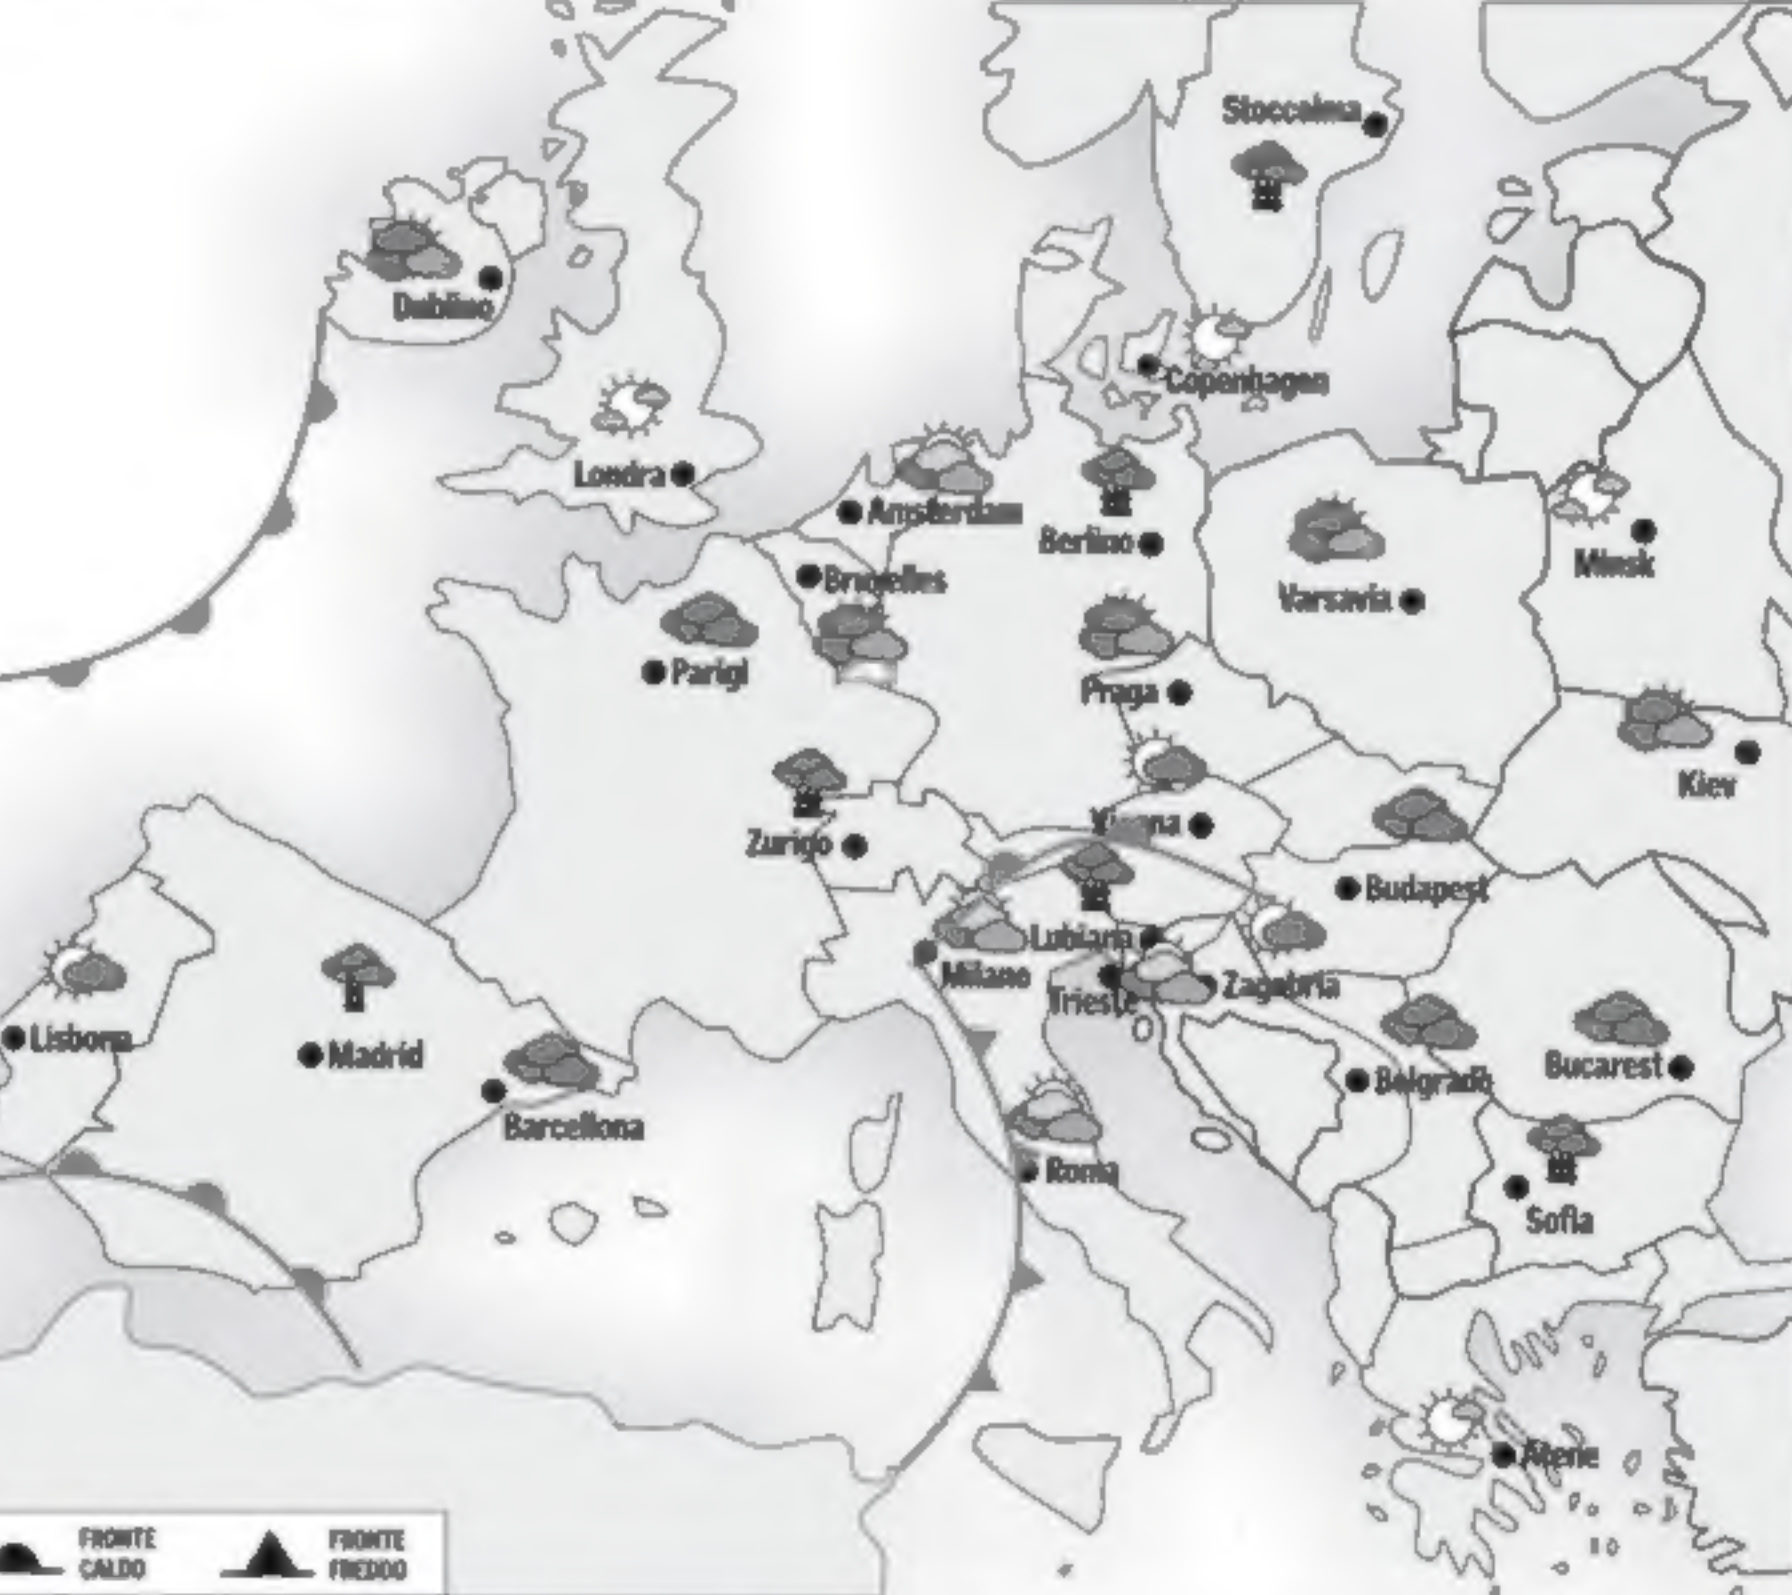 Stoccolma
Dublino
Copenhagen
Londra
Amsterdam
Berlino
Bruxelles
Minsk
Varsavia
Parigi
Praga
Kiev
Vienna
Zurigo
Budapest
Lubiana
Milano
Trieste
Zagabria
Lisbona
Madrid
Bucarest
Belgrado
Barcellona
Roma
Sofia
Atene
FRONTE
CALDO
FRONTE
FREDDO